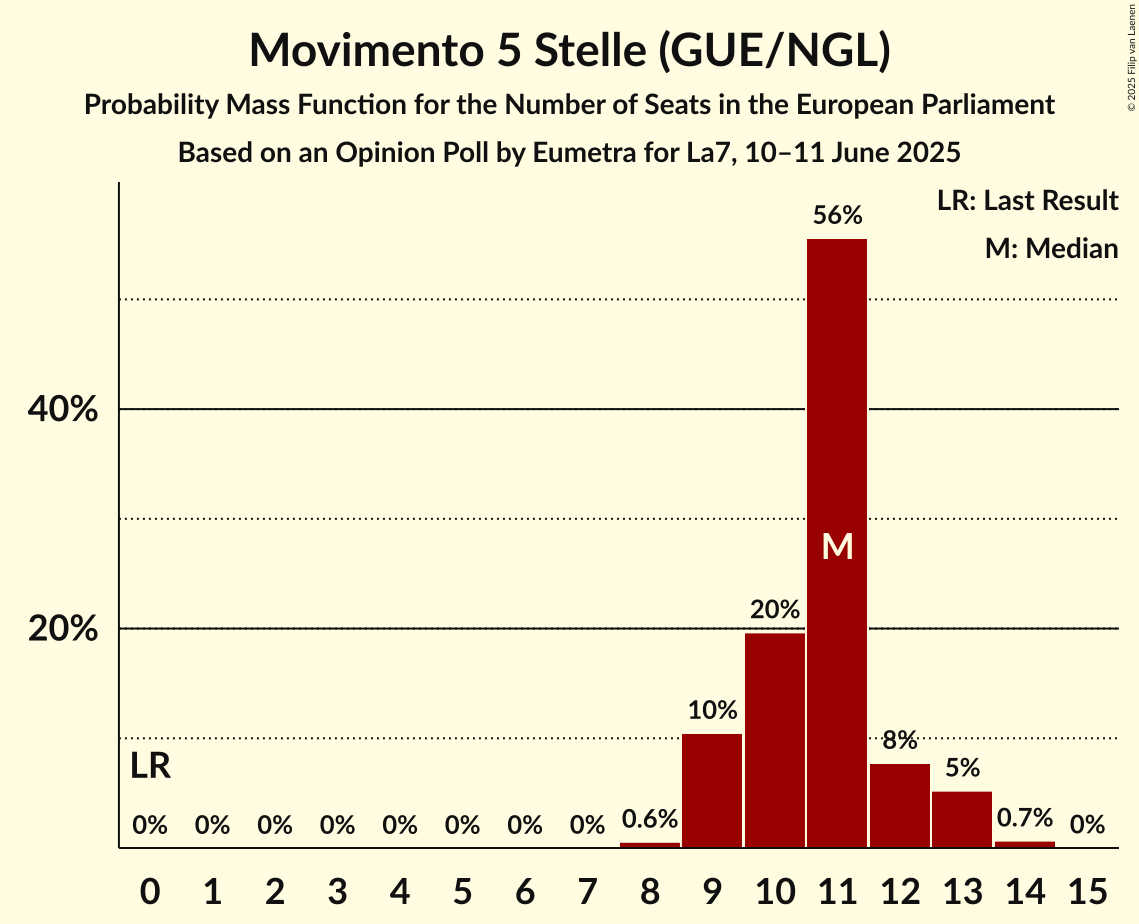 Movimento 5 Stelle (GUE/NGL)
Probability Mass Function for the Number of Seats in the European Parliament
Based on an Opinion Poll by Eumetra for La7, 10–11 June 2025
© 2025 Filip van Laenen
LR: Last Result
M: Median
56%
40%
M
20%
20%
10%
8%
LR
5%
0% 0% 0% 0% 0% 0% 0% 0% 0.6% 0.7% 0%
0 1 2 3 4 5 6 7 8 9 10 11 12 13 14 15